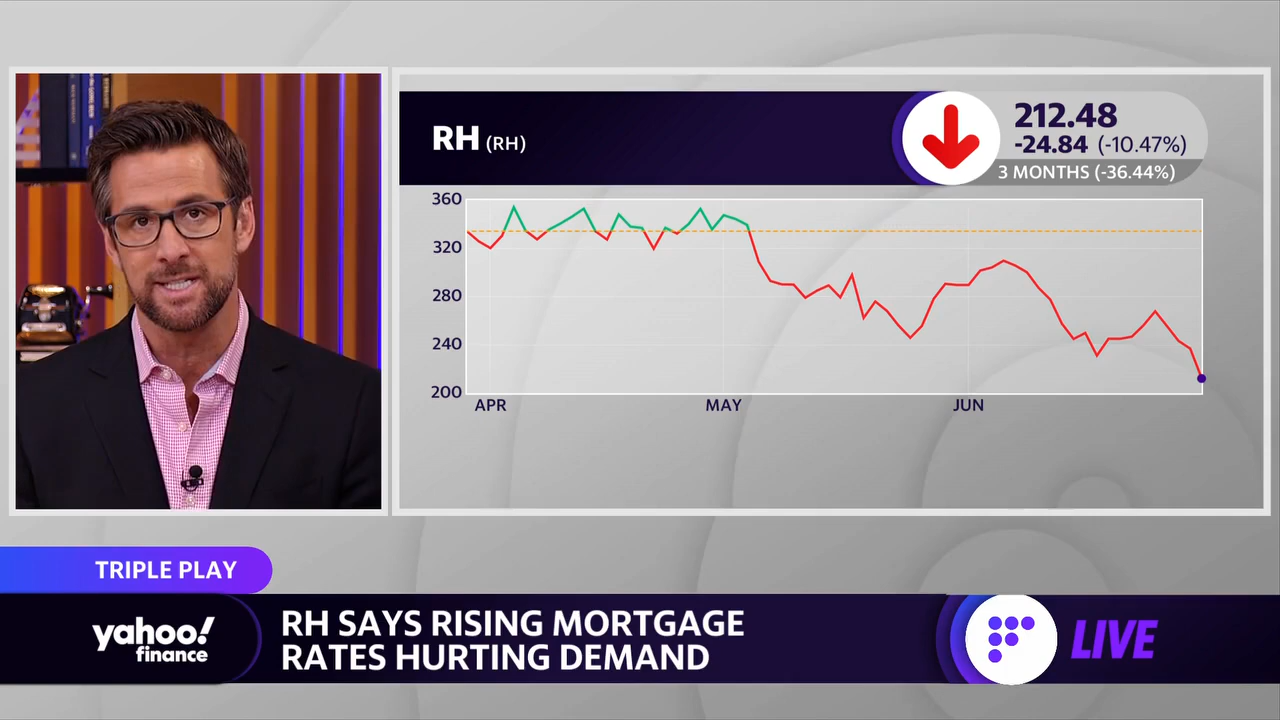 RH (RH)
212.48
-24.84 (-10.47%)
3 MONTHS (-36.44%)
360
320
280
240
200
APR
MAY
JUN
TRIPLE PLAY
yahoo!
finance
RH SAYS RISING MORTGAGE
RATES HURTING DEMAND
LIVE